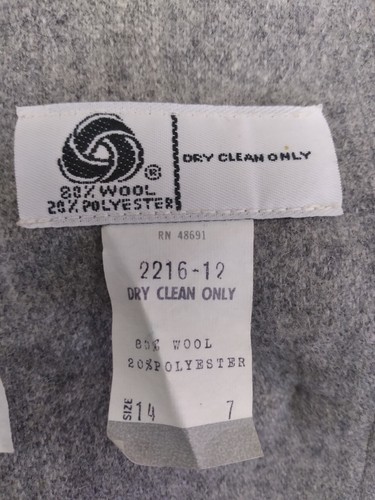 ®
80% WOOL
20% POLYESTER
DRY CLEAN ONLY
RN 48691
2216-12
DRY CLEAN ONLY
80% WOOL
20%POLYESTER
SIZE 14 7